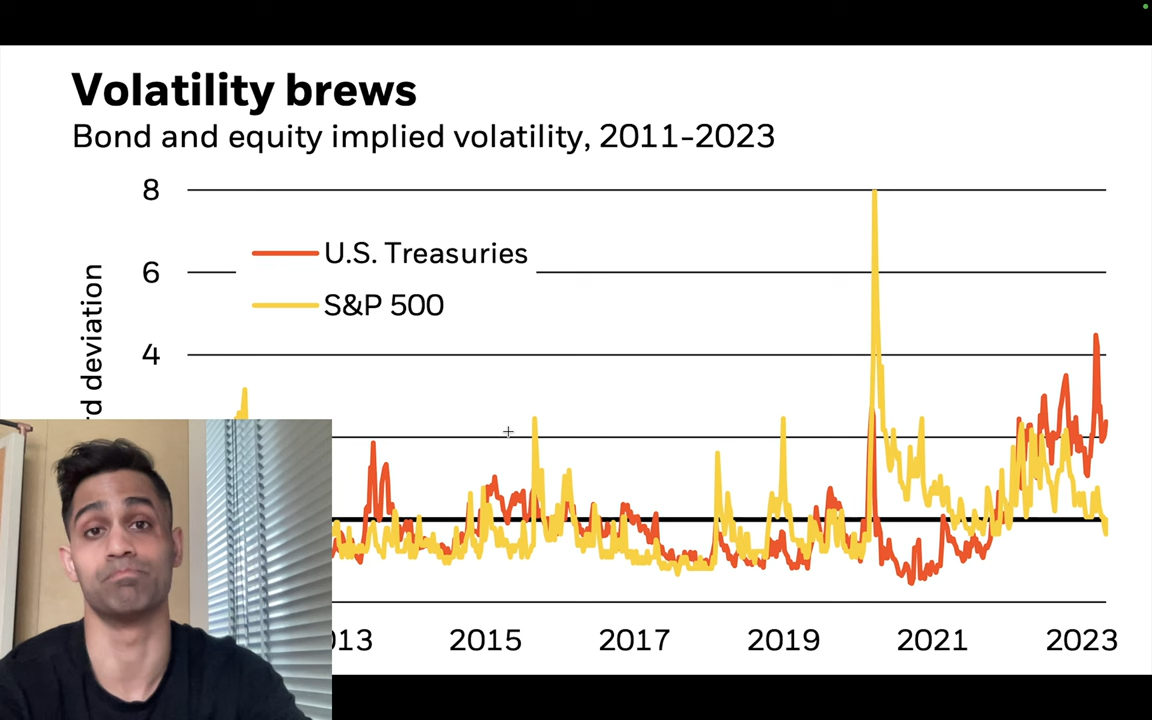 Volatility brews
Bond and equity implied volatility, 2011-2023
8
U.S. Treasuries
6
S&P 500
4
deviation
2015
2017
2019
2021
2023